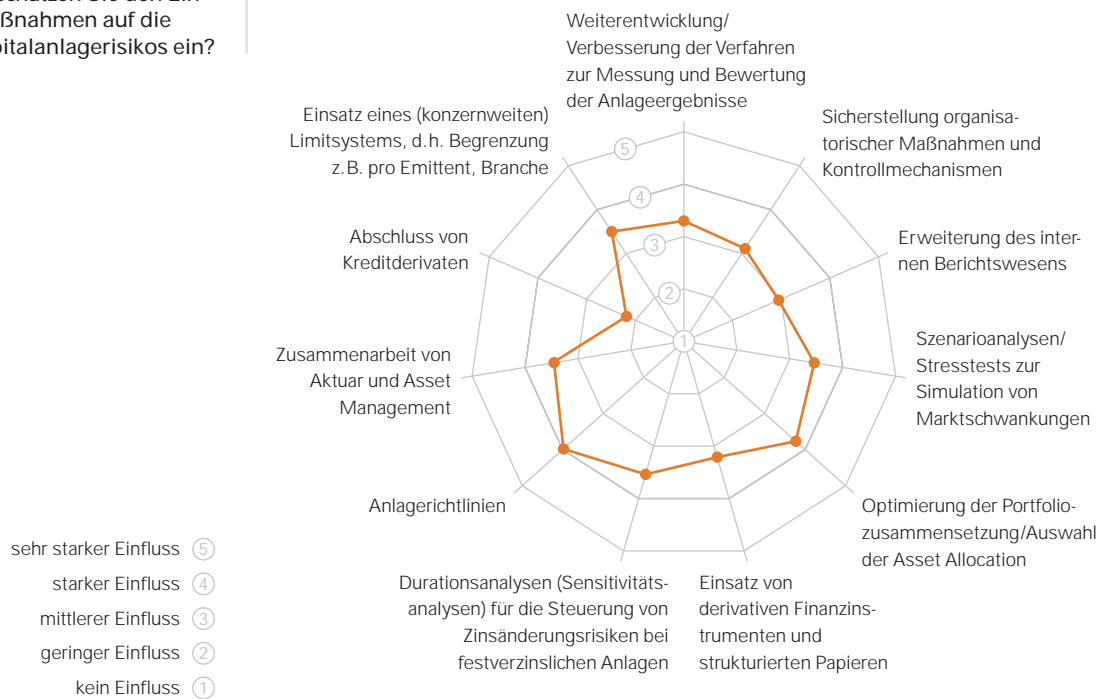 ßnahmen auf die
pitalanlagerisikos ein?
Weiterentwicklung/
Verbesserung der Verfahren
zur Messung und Bewertung
der Anlageergebnisse
Einsatz eines (konzernweiten)
Limitsystems, d.h. Begrenzung
z.B. pro Emittent, Branche
Sicherstellung organisa-
torischer Maßnahmen und
Kontrollmechanismen
Abschluss von
Kreditderivaten
Erweiterung des inter-
nen Berichtswesens
Zusammenarbeit von
Aktuar und Asset
Management
Szenarioanalysen/
Stresstests zur
Simulation von
Marktschwankungen
Anlagerichtlinien
Optimierung der Portfolio-
zusammensetzung/Auswahl
der Asset Allocation
Durationsanalysen (Sensitivitäts-
analysen) für die Steuerung von
Zinsänderungsrisiken bei
festverzinslichen Anlagen
Einsatz von
derivativen Finanzins-
trumenten und
strukturierten Papieren
5
4
3
2
1
sehr starker Einfluss 5
starker Einfluss 4
mittlerer Einfluss 3
geringer Einfluss 2
kein Einfluss 1